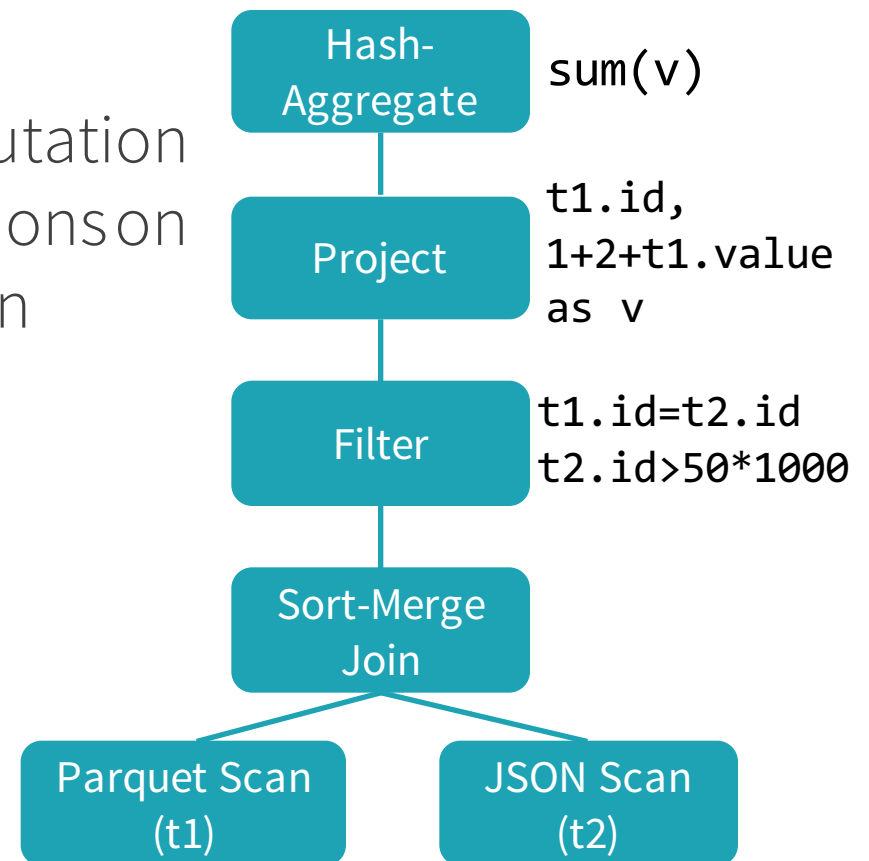 Hash-
Aggregate
sum(v)
t1.id,
1+2+t1.value
as v
Project
Filter
t1.id=t2.id
t2.id>50*1000
Sort-Merge
Join
Parquet Scan
(t1)
JSON Scan
(t2)